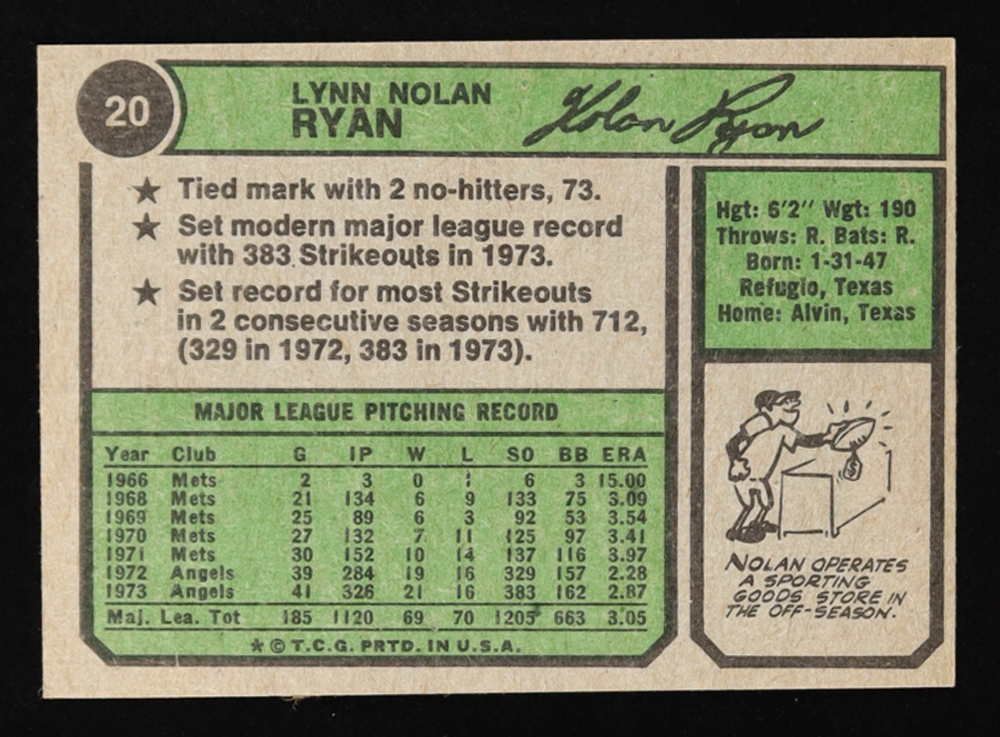 20
LYNN NOLAN
RYAN
Nolan Ryan
★ Tied mark with 2 no-hitters, 73.
★ Set modern major league record
with 383 Strikeouts in 1973.
★ Set record for most Strikeouts
in 2 consecutive seasons with 712,
(329 in 1972, 383 in 1973).
Hgt: 6'2" Wgt: 190
Throws: R. Bats: R.
Born: 1-31-47
Refugio, Texas
Home: Alvin, Texas
MAJOR LEAGUE PITCHING RECORD
Year Club G IP W L SO BB ERA
1966 Mets 2 3 0 1 6 3 15.00
1968 Mets 21 134 6 9 133 75 3.09
1969 Mets 25 89 6 3 92 53 3.54
1970 Mets 27 132 7 11 125 97 3.41
1971 Mets 30 152 10 14 137 116 3.97
1972 Angels 39 284 19 16 329 157 2.28
1973 Angels 41 326 21 16 383 162 2.87
Maj. Lea. Tot 185 1120 69 70 1205 663 3.05
★ © T.C.G. PRTD. IN U.S.A.
$
NOLAN OPERATES
A SPORTING
GOODS STORE IN
THE OFF-SEASON.